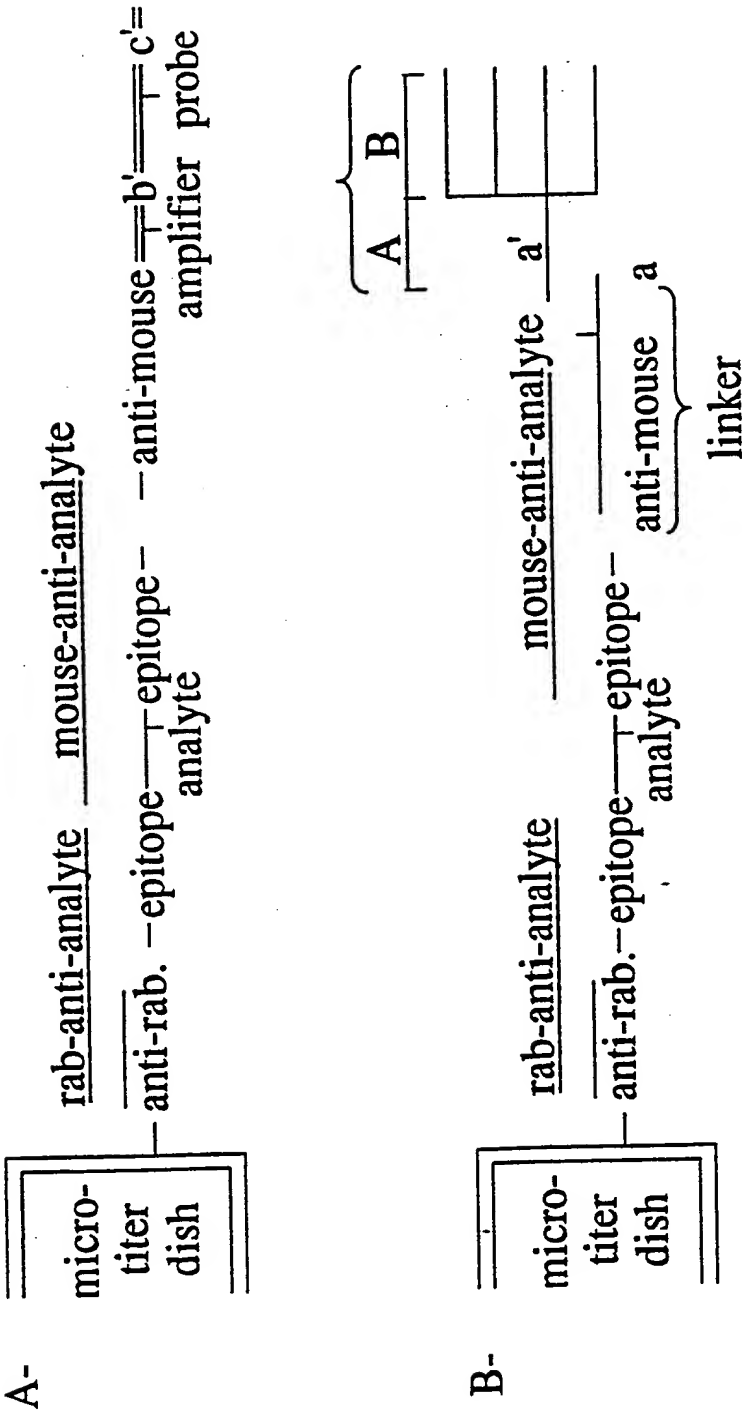 A-
micro-
titer
dish
rab-anti-analyte mouse-anti-analyte
anti-rab. epitope epitope anti-mouse b' c'
analyte amplifier probe
B-
micro-
titer
dish
A B
rab-anti-analyte mouse-anti-analyte a'
anti-rab. epitope epitope
analyte
anti-mouse a
linker